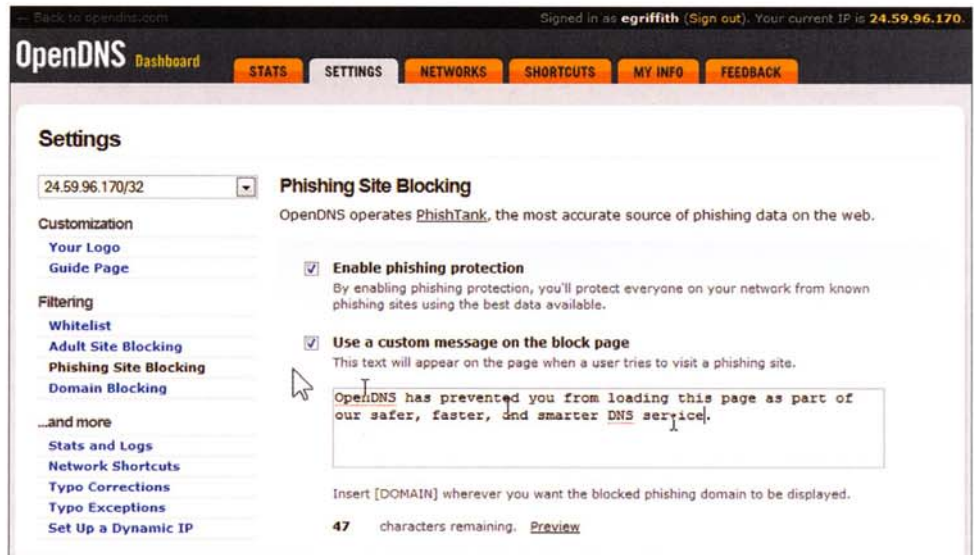 ← Back to opendns.com
Signed in as egriffith (Sign out). Your current IP is 24.59.96.170.
OpenDNS Dashboard
STATS
SETTINGS
NETWORKS
SHORTCUTS
MY INFO
FEEDBACK
Settings
24.59.96.170/32
Customization
Your Logo
Guide Page
Filtering
Whitelist
Adult Site Blocking
Phishing Site Blocking
Domain Blocking
...and more
Stats and Logs
Network Shortcuts
Typo Corrections
Typo Exceptions
Set Up a Dynamic IP
Phishing Site Blocking
OpenDNS operates PhishTank, the most accurate source of phishing data on the web.
Enable phishing protection
By enabling phishing protection, you'll protect everyone on your network from known
phishing sites using the best data available.
Use a custom message on the block page
This text will appear on the page when a user tries to visit a phishing site.
OpenDNS has prevented you from loading this page as part of
our safer, faster, and smarter DNS service.
Insert [DOMAIN] wherever you want the blocked phishing domain to be displayed.
47 characters remaining. Preview